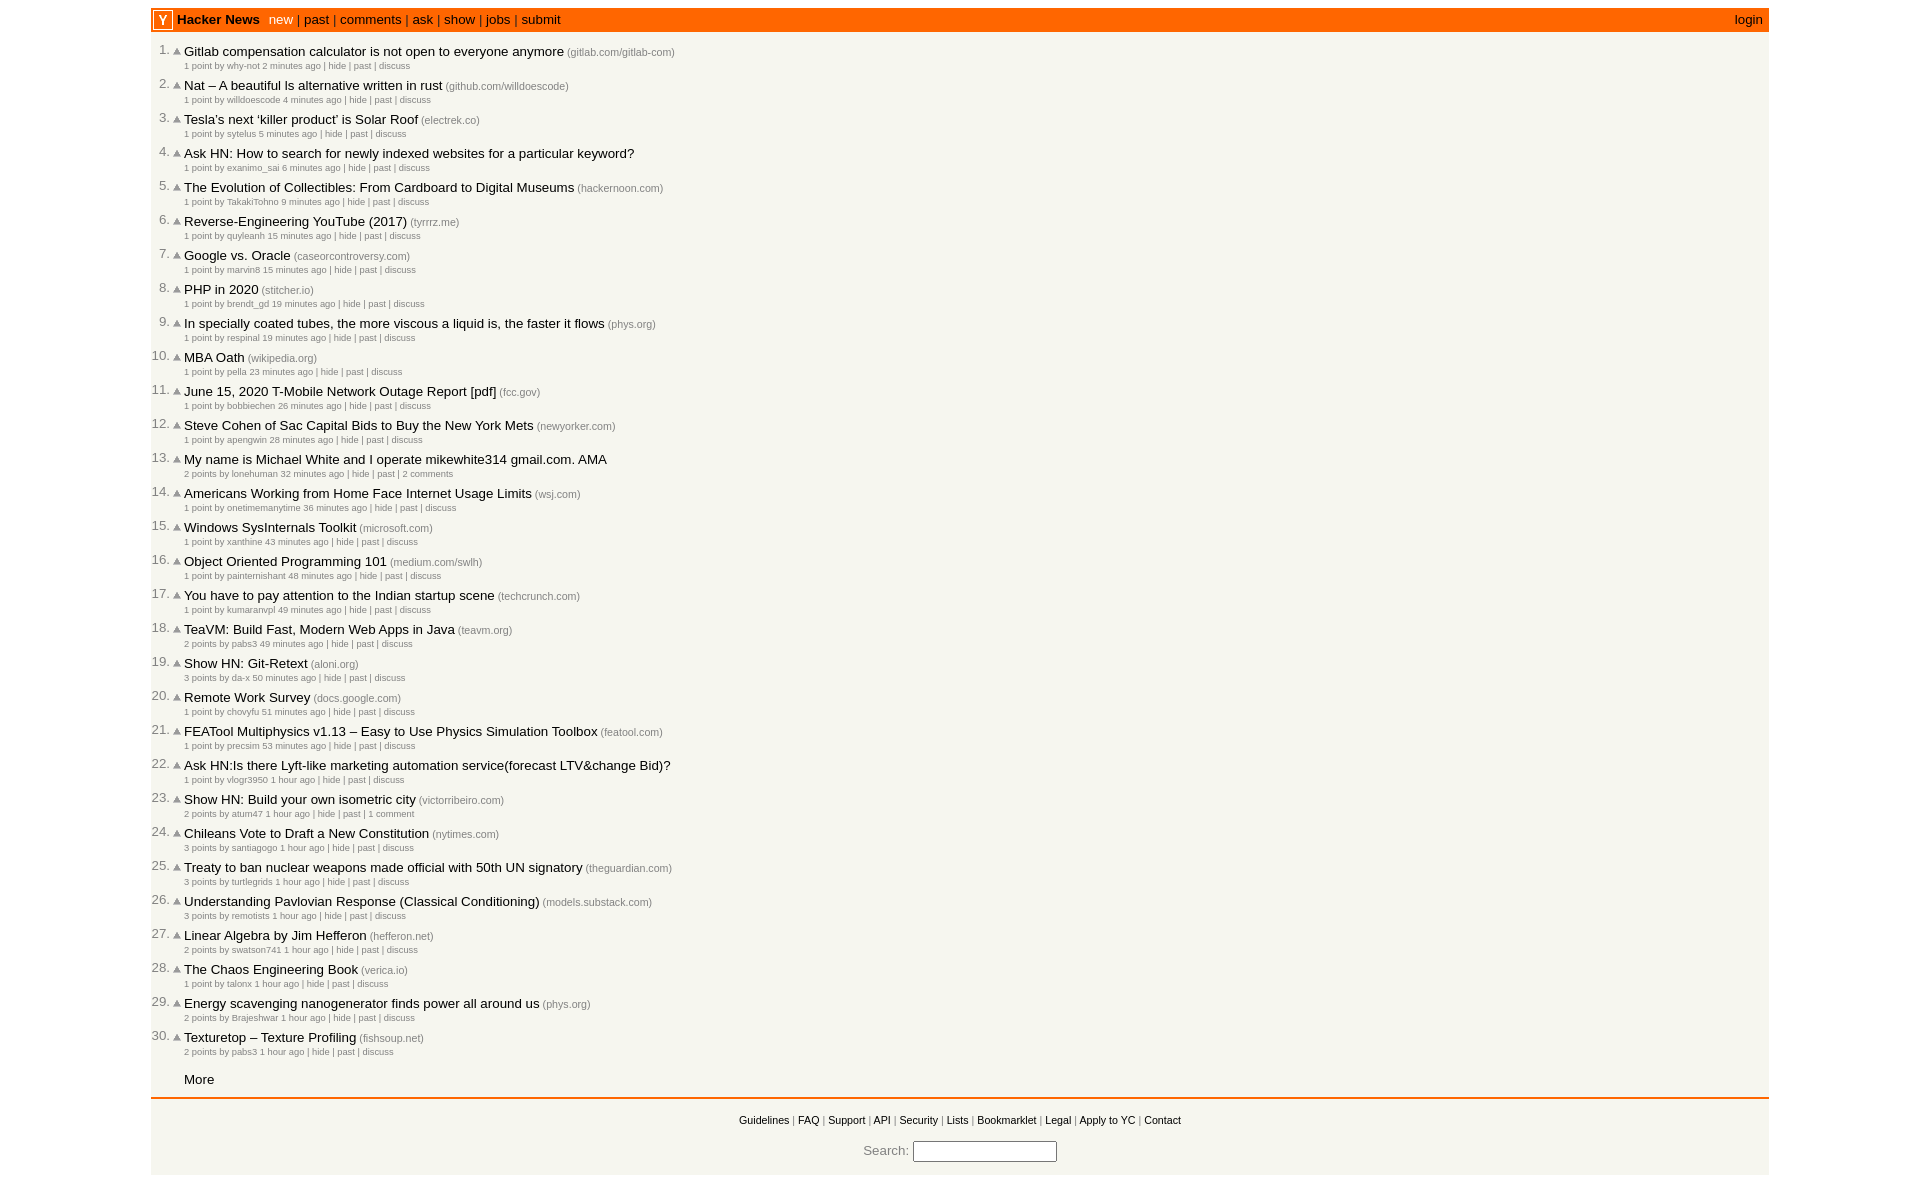 Y Hacker News new | past | comments | ask | show | jobs | submit login
1. Gitlab compensation calculator is not open to everyone anymore (gitlab.com/gitlab-com)
1 point by why-not 2 minutes ago | hide | past | discuss
2. Nat – A beautiful ls alternative written in rust (github.com/willdoescode)
1 point by willdoescode 4 minutes ago | hide | past | discuss
3. Tesla's next ‘killer product’ is Solar Roof (electrek.co)
1 point by sytelus 5 minutes ago | hide | past | discuss
4. Ask HN: How to search for newly indexed websites for a particular keyword?
1 point by exanimo_sai 6 minutes ago | hide | past | discuss
5. The Evolution of Collectibles: From Cardboard to Digital Museums (hackernoon.com)
1 point by TakakiTohno 9 minutes ago | hide | past | discuss
6. Reverse-Engineering YouTube (2017) (tyrrrz.me)
1 point by quyleanh 15 minutes ago | hide | past | discuss
7. Google vs. Oracle (caseorcontroversy.com)
1 point by marvin8 15 minutes ago | hide | past | discuss
8. PHP in 2020 (stitcher.io)
1 point by brendt_gd 19 minutes ago | hide | past | discuss
9. In specially coated tubes, the more viscous a liquid is, the faster it flows (phys.org)
1 point by respinal 19 minutes ago | hide | past | discuss
10. MBA Oath (wikipedia.org)
1 point by pella 23 minutes ago | hide | past | discuss
11. June 15, 2020 T-Mobile Network Outage Report [pdf] (fcc.gov)
1 point by bobbiechen 26 minutes ago | hide | past | discuss
12. Steve Cohen of Sac Capital Bids to Buy the New York Mets (newyorker.com)
1 point by apengwin 28 minutes ago | hide | past | discuss
13. My name is Michael White and I operate mikewhite314 gmail.com. AMA
2 points by lonehuman 32 minutes ago | hide | past | 2 comments
14. Americans Working from Home Face Internet Usage Limits (wsj.com)
1 point by onetimemanytime 36 minutes ago | hide | past | discuss
15. Windows SysInternals Toolkit (microsoft.com)
1 point by xanthine 43 minutes ago | hide | past | discuss
16. Object Oriented Programming 101 (medium.com/swlh)
1 point by painternishant 48 minutes ago | hide | past | discuss
17. You have to pay attention to the Indian startup scene (techcrunch.com)
1 point by kumaranvpl 49 minutes ago | hide | past | discuss
18. TeaVM: Build Fast, Modern Web Apps in Java (teavm.org)
2 points by pabs3 49 minutes ago | hide | past | discuss
19. Show HN: Git-Retext (aloni.org)
3 points by da-x 50 minutes ago | hide | past | discuss
20. Remote Work Survey (docs.google.com)
1 point by chovyfu 51 minutes ago | hide | past | discuss
21. FEATool Multiphysics v1.13 – Easy to Use Physics Simulation Toolbox (featool.com)
1 point by precsim 53 minutes ago | hide | past | discuss
22. Ask HN:Is there Lyft-like marketing automation service(forecast LTV&change Bid)?
1 point by vlogr3950 1 hour ago | hide | past | discuss
23. Show HN: Build your own isometric city (victorribeiro.com)
2 points by atum47 1 hour ago | hide | past | 1 comment
24. Chileans Vote to Draft a New Constitution (nytimes.com)
3 points by santiagogo 1 hour ago | hide | past | discuss
25. Treaty to ban nuclear weapons made official with 50th UN signatory (theguardian.com)
3 points by turtlegrids 1 hour ago | hide | past | discuss
26. Understanding Pavlovian Response (Classical Conditioning) (models.substack.com)
3 points by remotists 1 hour ago | hide | past | discuss
27. Linear Algebra by Jim Hefferon (hefferon.net)
2 points by swatson741 1 hour ago | hide | past | discuss
28. The Chaos Engineering Book (verica.io)
1 point by talonx 1 hour ago | hide | past | discuss
29. Energy scavenging nanogenerator finds power all around us (phys.org)
2 points by Brajeshwar 1 hour ago | hide | past | discuss
30. Texturetop – Texture Profiling (fishsoup.net)
2 points by pabs3 1 hour ago | hide | past | discuss
More
Guidelines | FAQ | Support | API | Security | Lists | Bookmarklet | Legal | Apply to YC | Contact
Search: